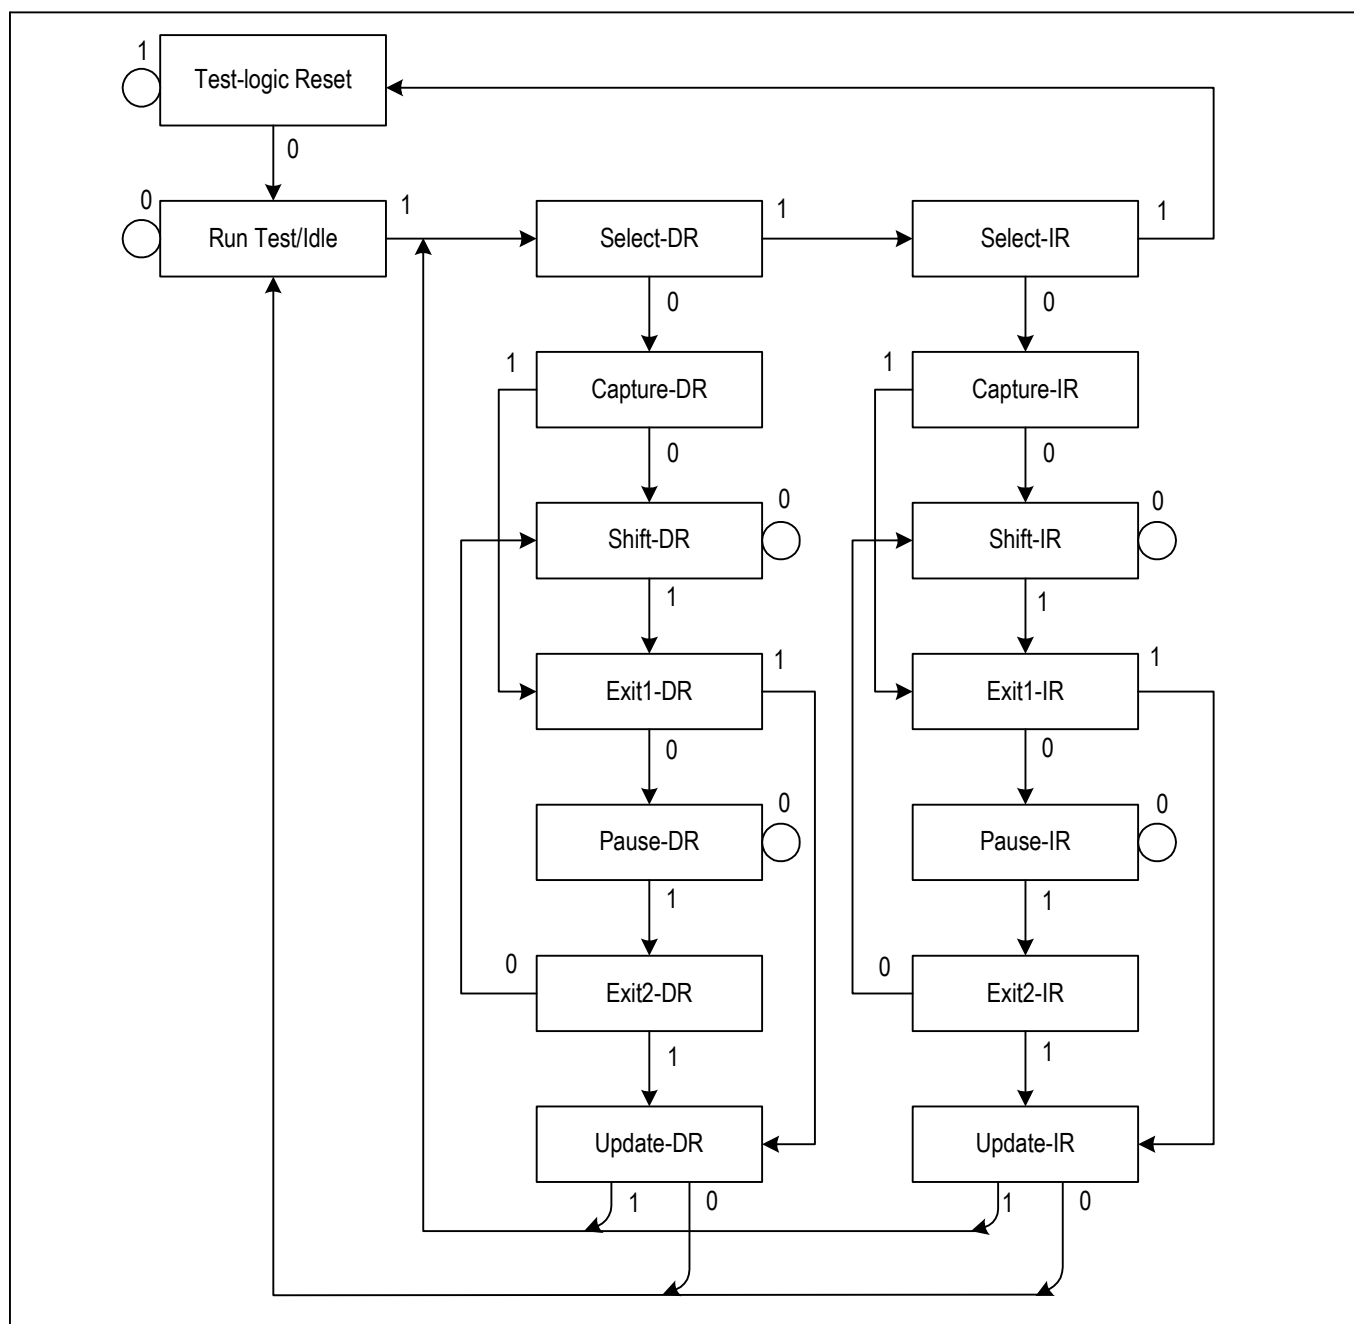 1
Test-logic Reset
0
0
Run Test/Idle
1
Select-DR
1
Select-IR
1
0
0
1
Capture-DR
1
Capture-IR
0
0
Shift-DR
0
Shift-IR
0
1
1
Exit1-DR
1
Exit1-IR
1
0
0
Pause-DR
0
Pause-IR
0
1
1
0
Exit2-DR
0
Exit2-IR
1
1
Update-DR
Update-IR
1
0
1
0